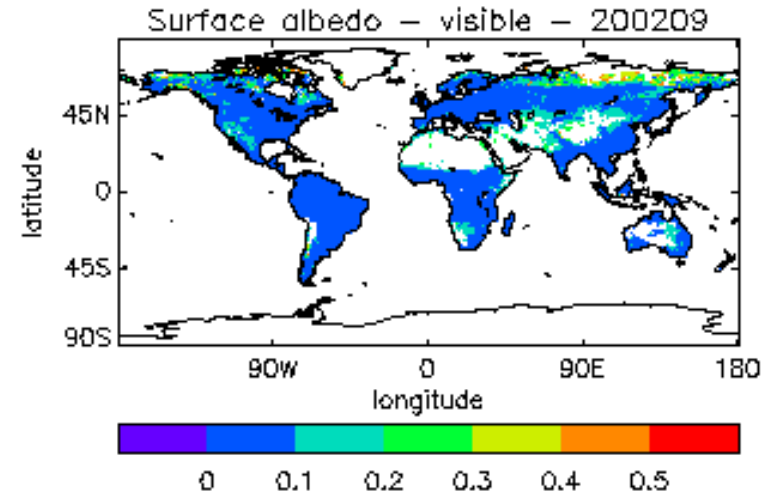 Surface albedo – visible – 200209
latitude
45N
0
45S
90S
90W 0 90E 180
longitude
0 0.1 0.2 0.3 0.4 0.5